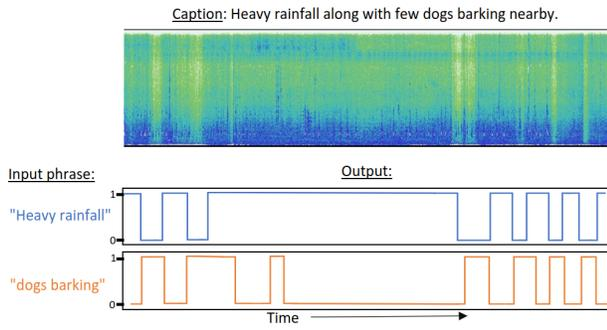 Caption: Heavy rainfall along with few dogs barking nearby.
Input phrase:
Output:
"Heavy rainfall"
1
0
"dogs barking"
1
0
Time